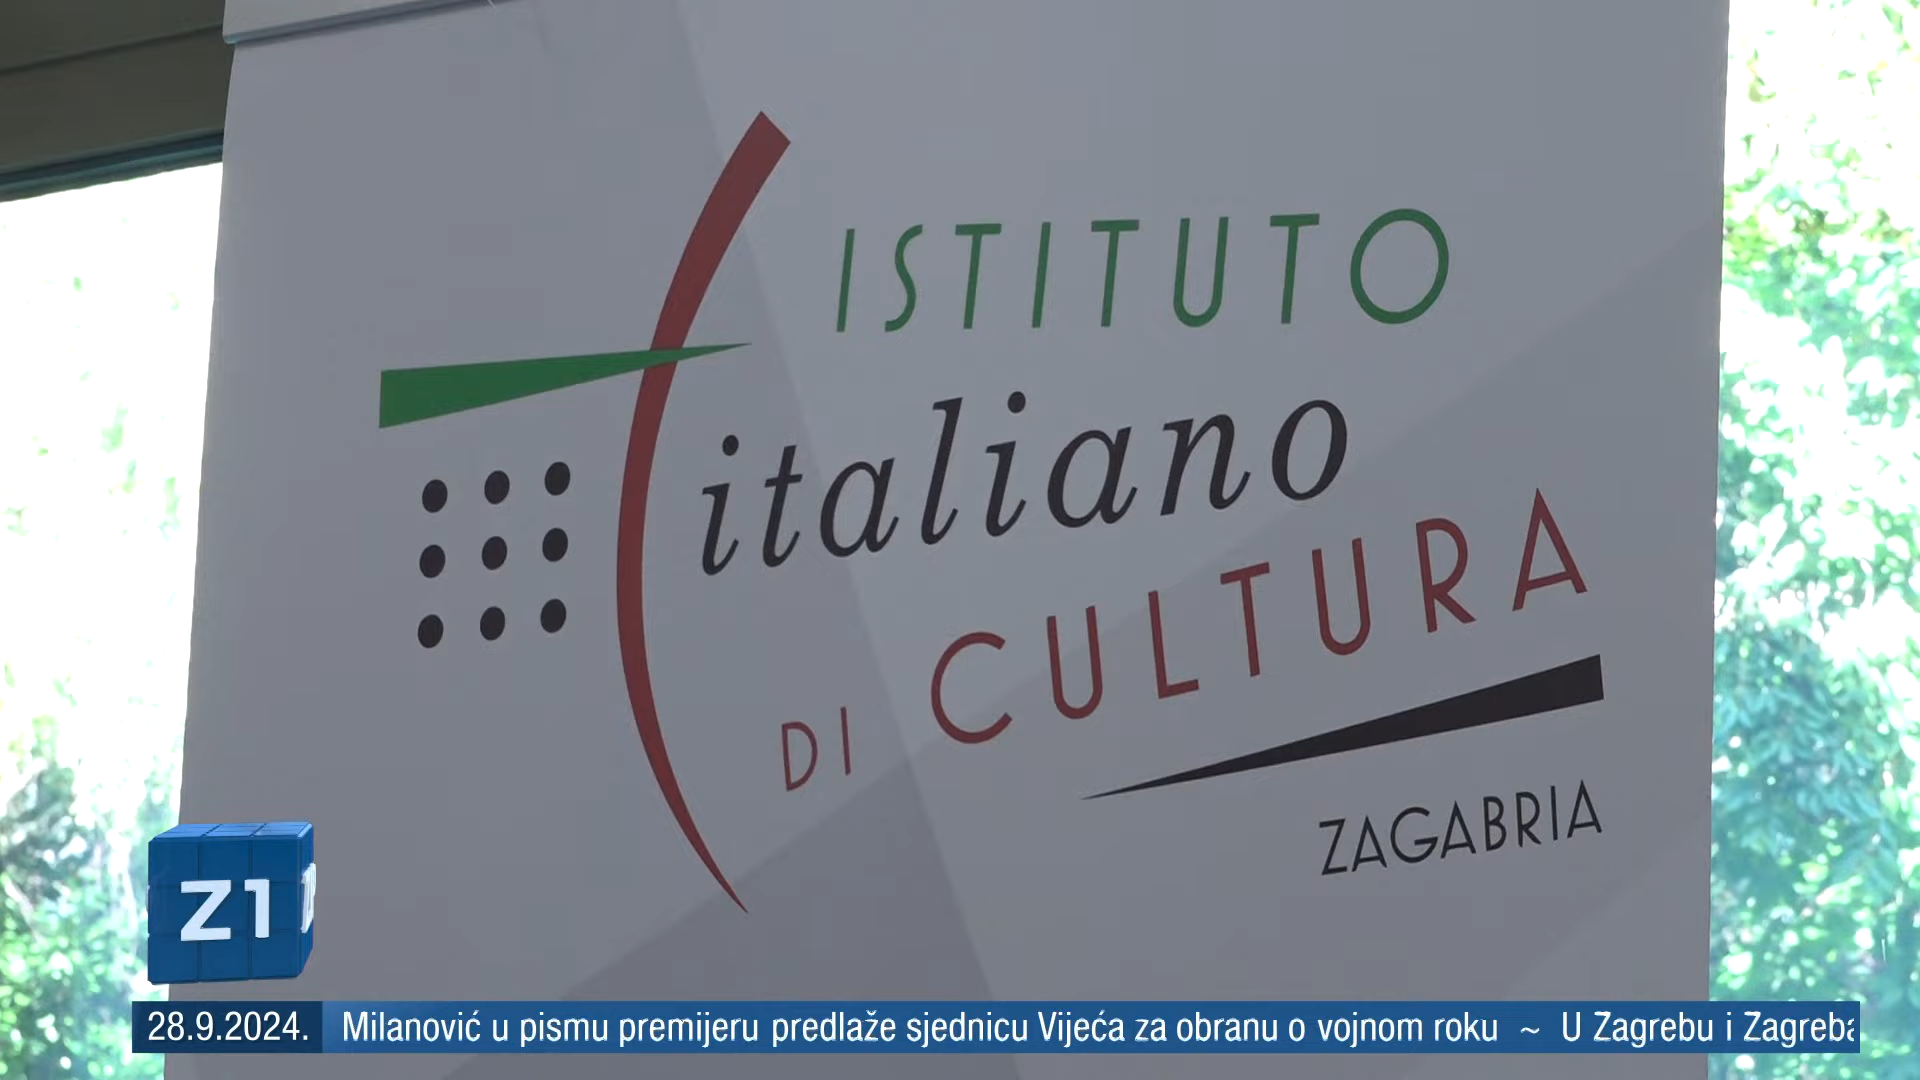 ISTITUTO
italiano
DI CULTURA
ZAGABRIA
Z1
28.9.2024. Milanović u pismu premijeru predlaže sjednicu Vijeća za obranu o vojnom roku ~ U Zagrebu i